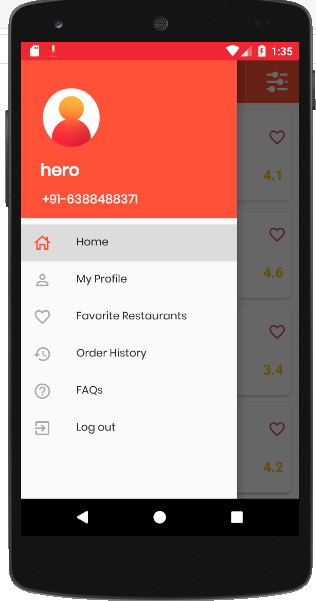 1:35
hero
+91-6388488371
4.1
Home
My Profile
4.6
Favorite Restaurants
Order History
3.4
FAQs
Log out
4.2